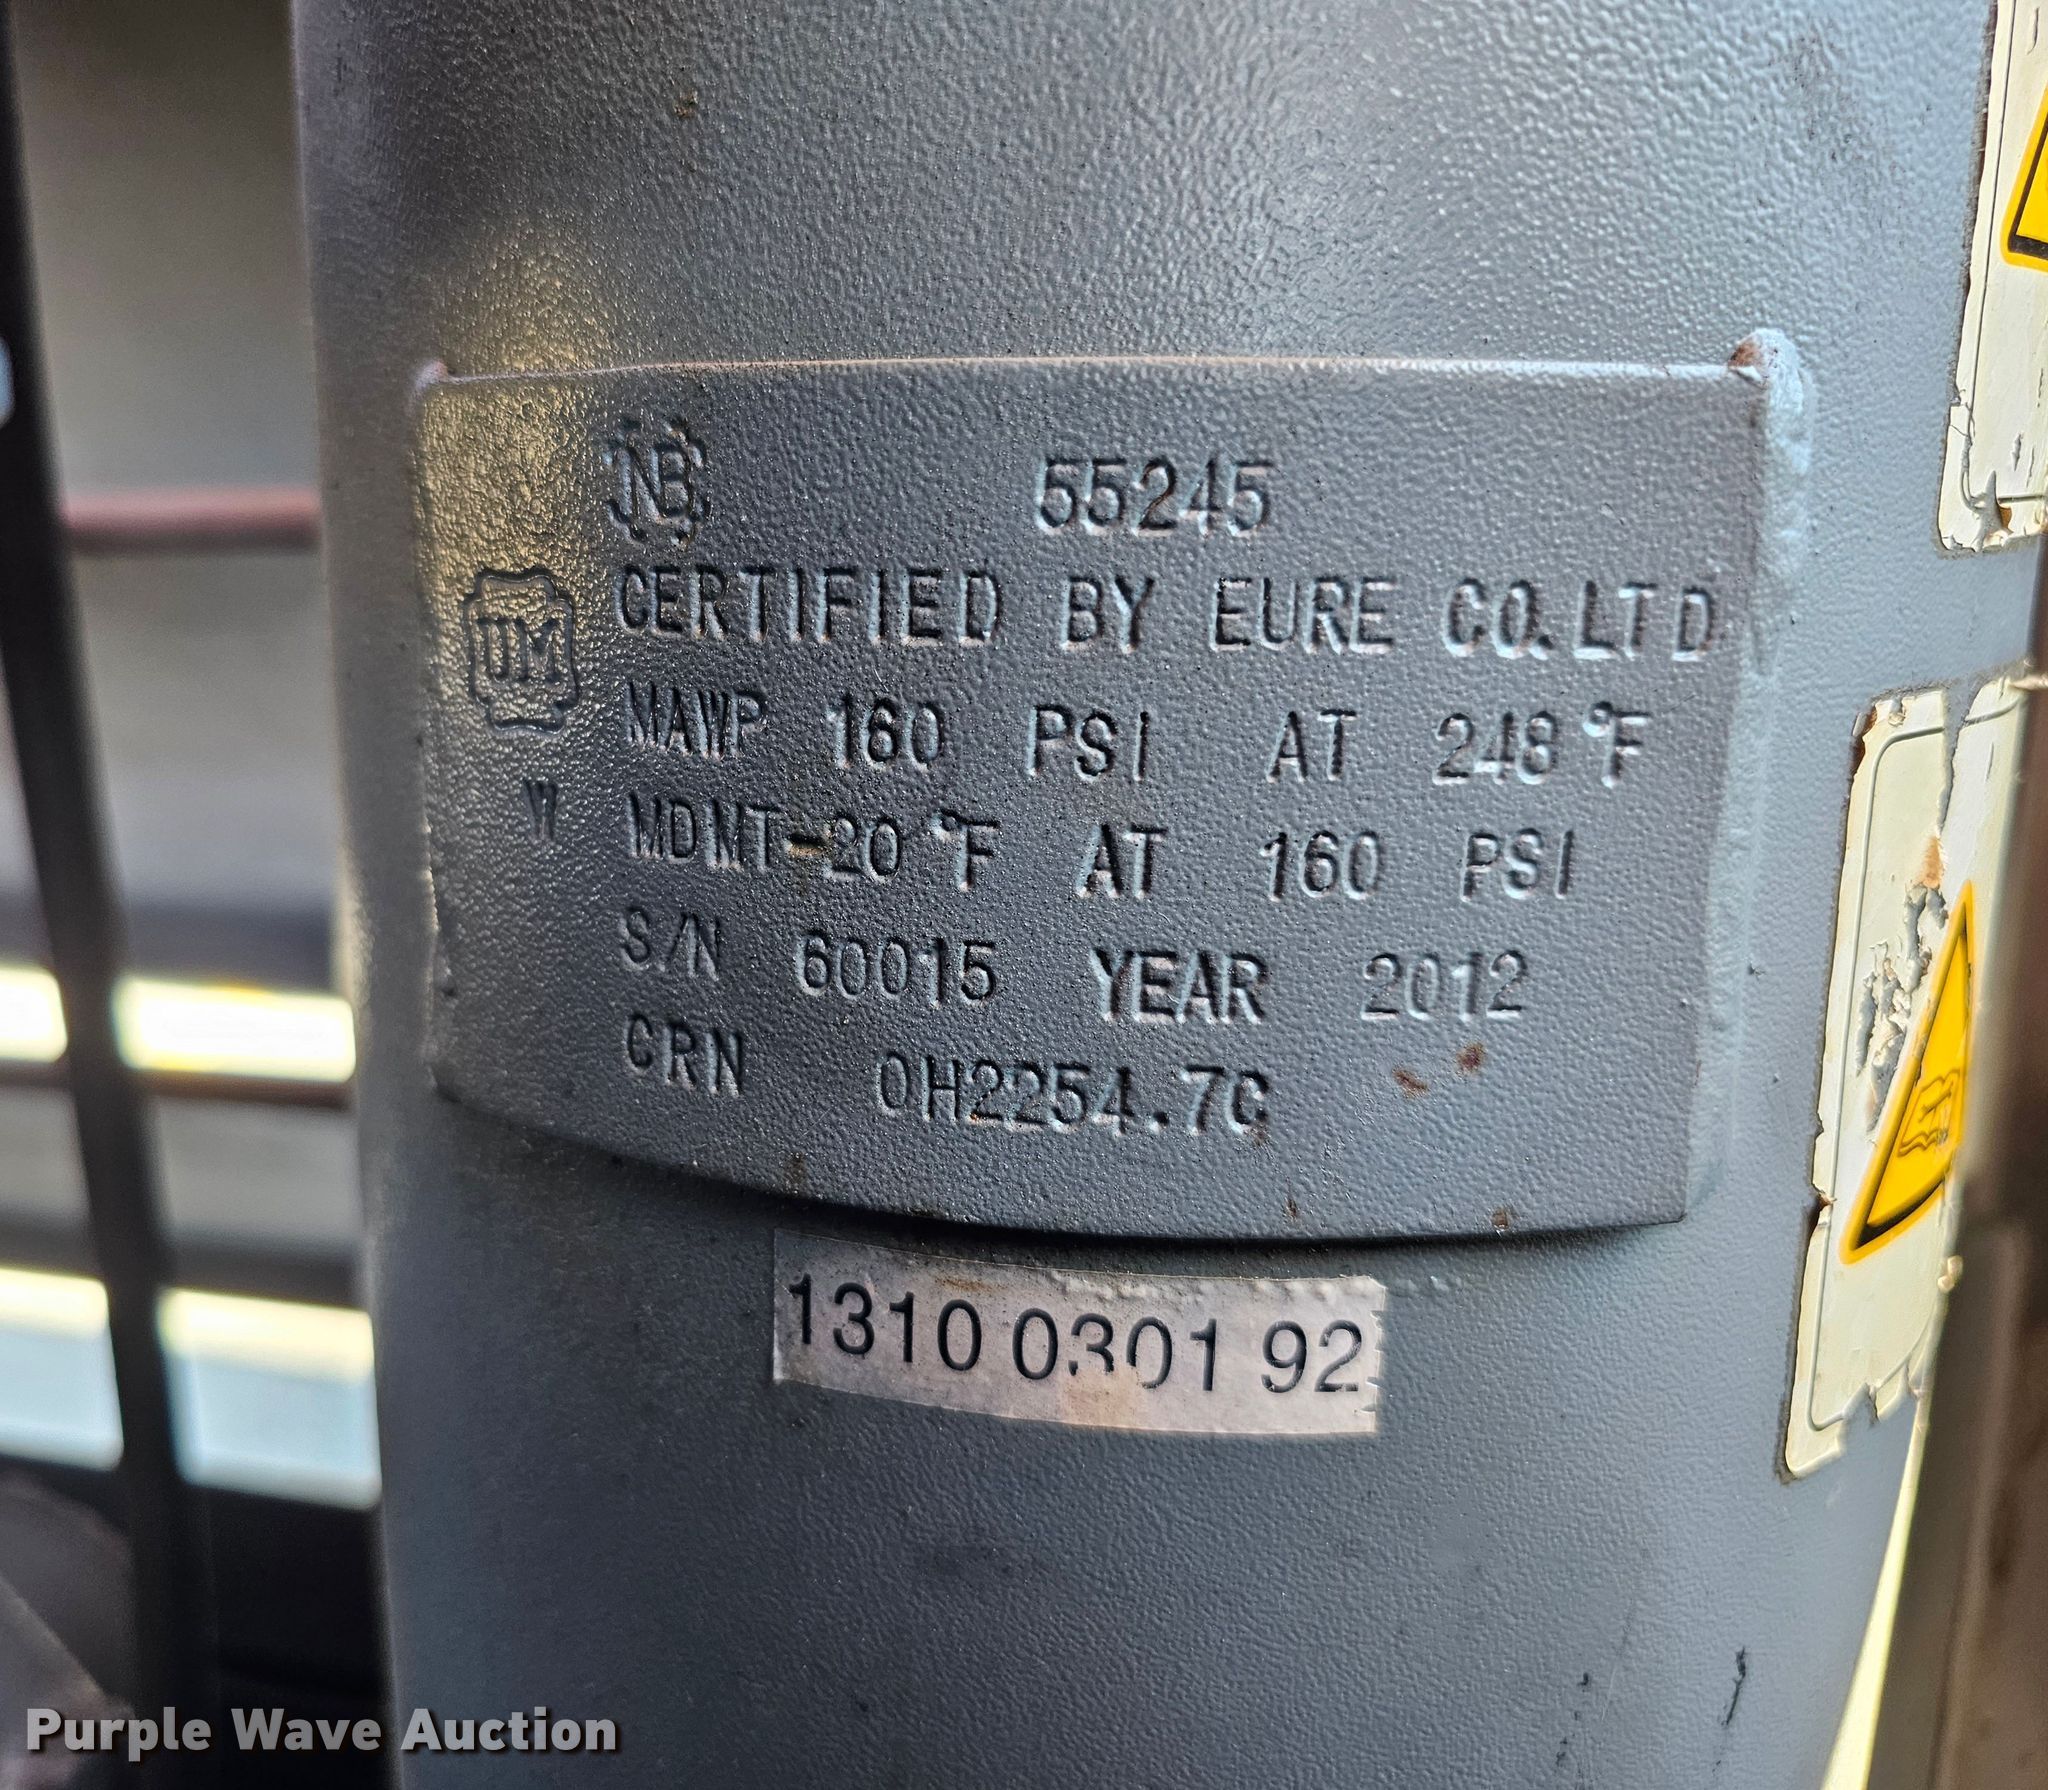 NB 55245
UM CERTIFIED BY EURE CO.LTD
MAWP 160 PSI AT 248°F
W MDMT-20°F AT 160 PSI
S/N 60015 YEAR 2012
CRN 0H2254.7C
1310 0301 92
Purple Wave Auction